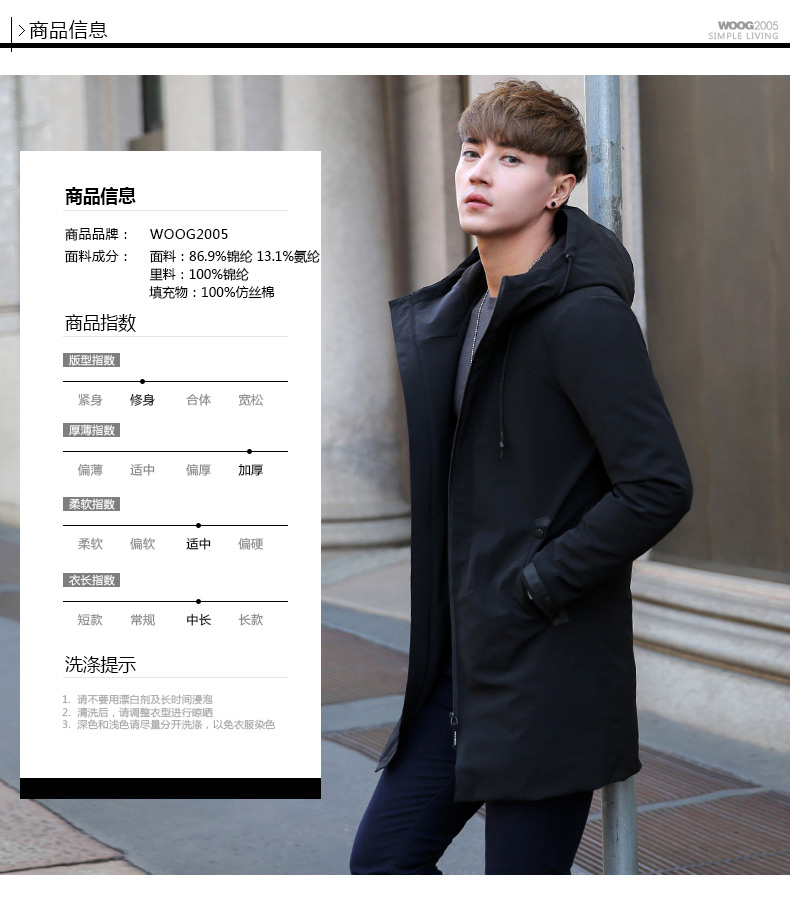 商品信息
WOOG2005
SIMPLE LIVING
商品信息
商品品牌： WOOG2005
面料成分： 面料：86.9%锦纶 13.1%氨纶
里料：100%锦纶
填充物：100%仿丝棉
商品指数
版型指数
紧身 修身 合体 宽松
厚薄指数
偏薄 适中 偏厚 加厚
柔软指数
柔软 偏软 适中 偏硬
衣长指数
短款 常规 中长 长款
洗涤提示
1. 请不要用漂白剂及长时间浸泡
2. 清洗后，请调整衣型进行晾晒
3. 深色和浅色请尽量分开洗涤，以免衣服染色